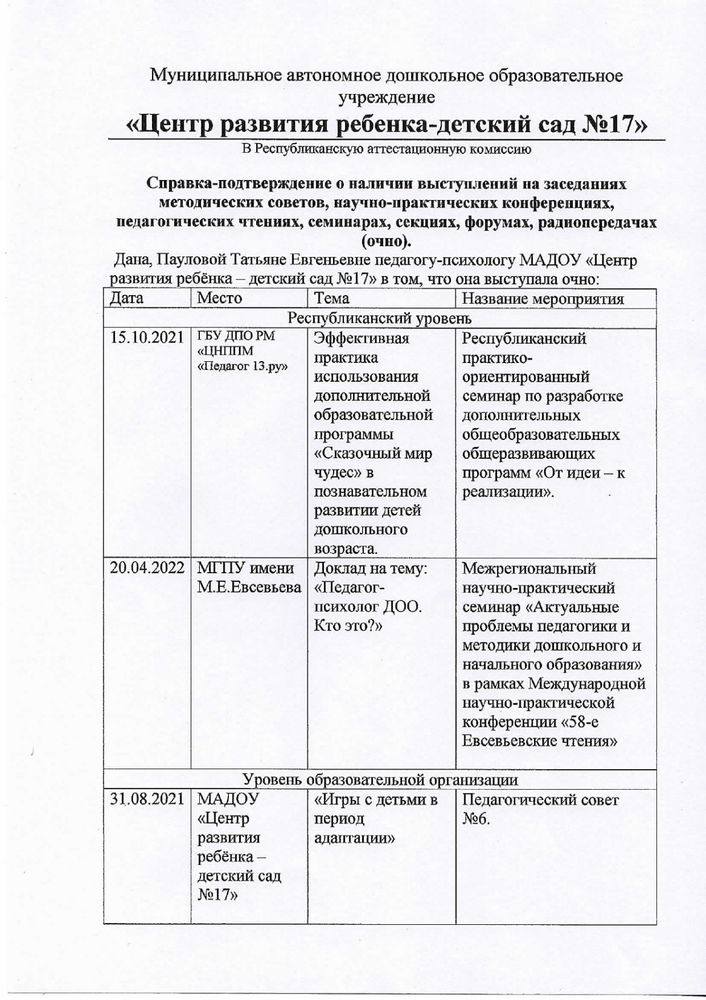 Муниципальное автономное дошкольное образовательное
учреждение
«Центр развития ребенка-детский сад №17»
В Республиканскую аттестационную комиссию
Справка-подтверждение о наличии выступлений на заседаниях
методических советов, научно-практических конференциях,
педагогических чтениях, семинарах, секциях, форумах, радиопередачах
(очно).
Дана, Пауловой Татьяне Евгеньевне педагогу-психологу МАДОУ «Центр
развития ребёнка – детский сад №17» в том, что она выступала очно:
Дата Место Тема Название мероприятия
Республиканский уровень
15.10.2021
ГБУ ДПО РМ
«ЦНППМ
«Педагог 13.ру»
Эффективная
практика
использования
дополнительной
образовательной
программы
«Сказочный мир
чудес» в
познавательном
развитии детей
дошкольного
возраста.
Республиканский
практико-
ориентированный
семинар по разработке
дополнительных
общеобразовательных
общеразвивающих
программ «От идеи – к
реализации».
20.04.2022
МГПУ имени
М.Е.Евсевьева
Доклад на тему:
«Педагог-
психолог ДОО.
Кто это?»
Межрегиональный
научно-практический
семинар «Актуальные
проблемы педагогики и
методики дошкольного и
начального образования»
в рамках Международной
научно-практической
конференции «58-е
Евсевьевские чтения»
Уровень образовательной организации
31.08.2021
МАДОУ
«Центр
развития
ребёнка –
детский сад
№17»
«Игры с детьми в
период
адаптации»
Педагогический совет
№6.